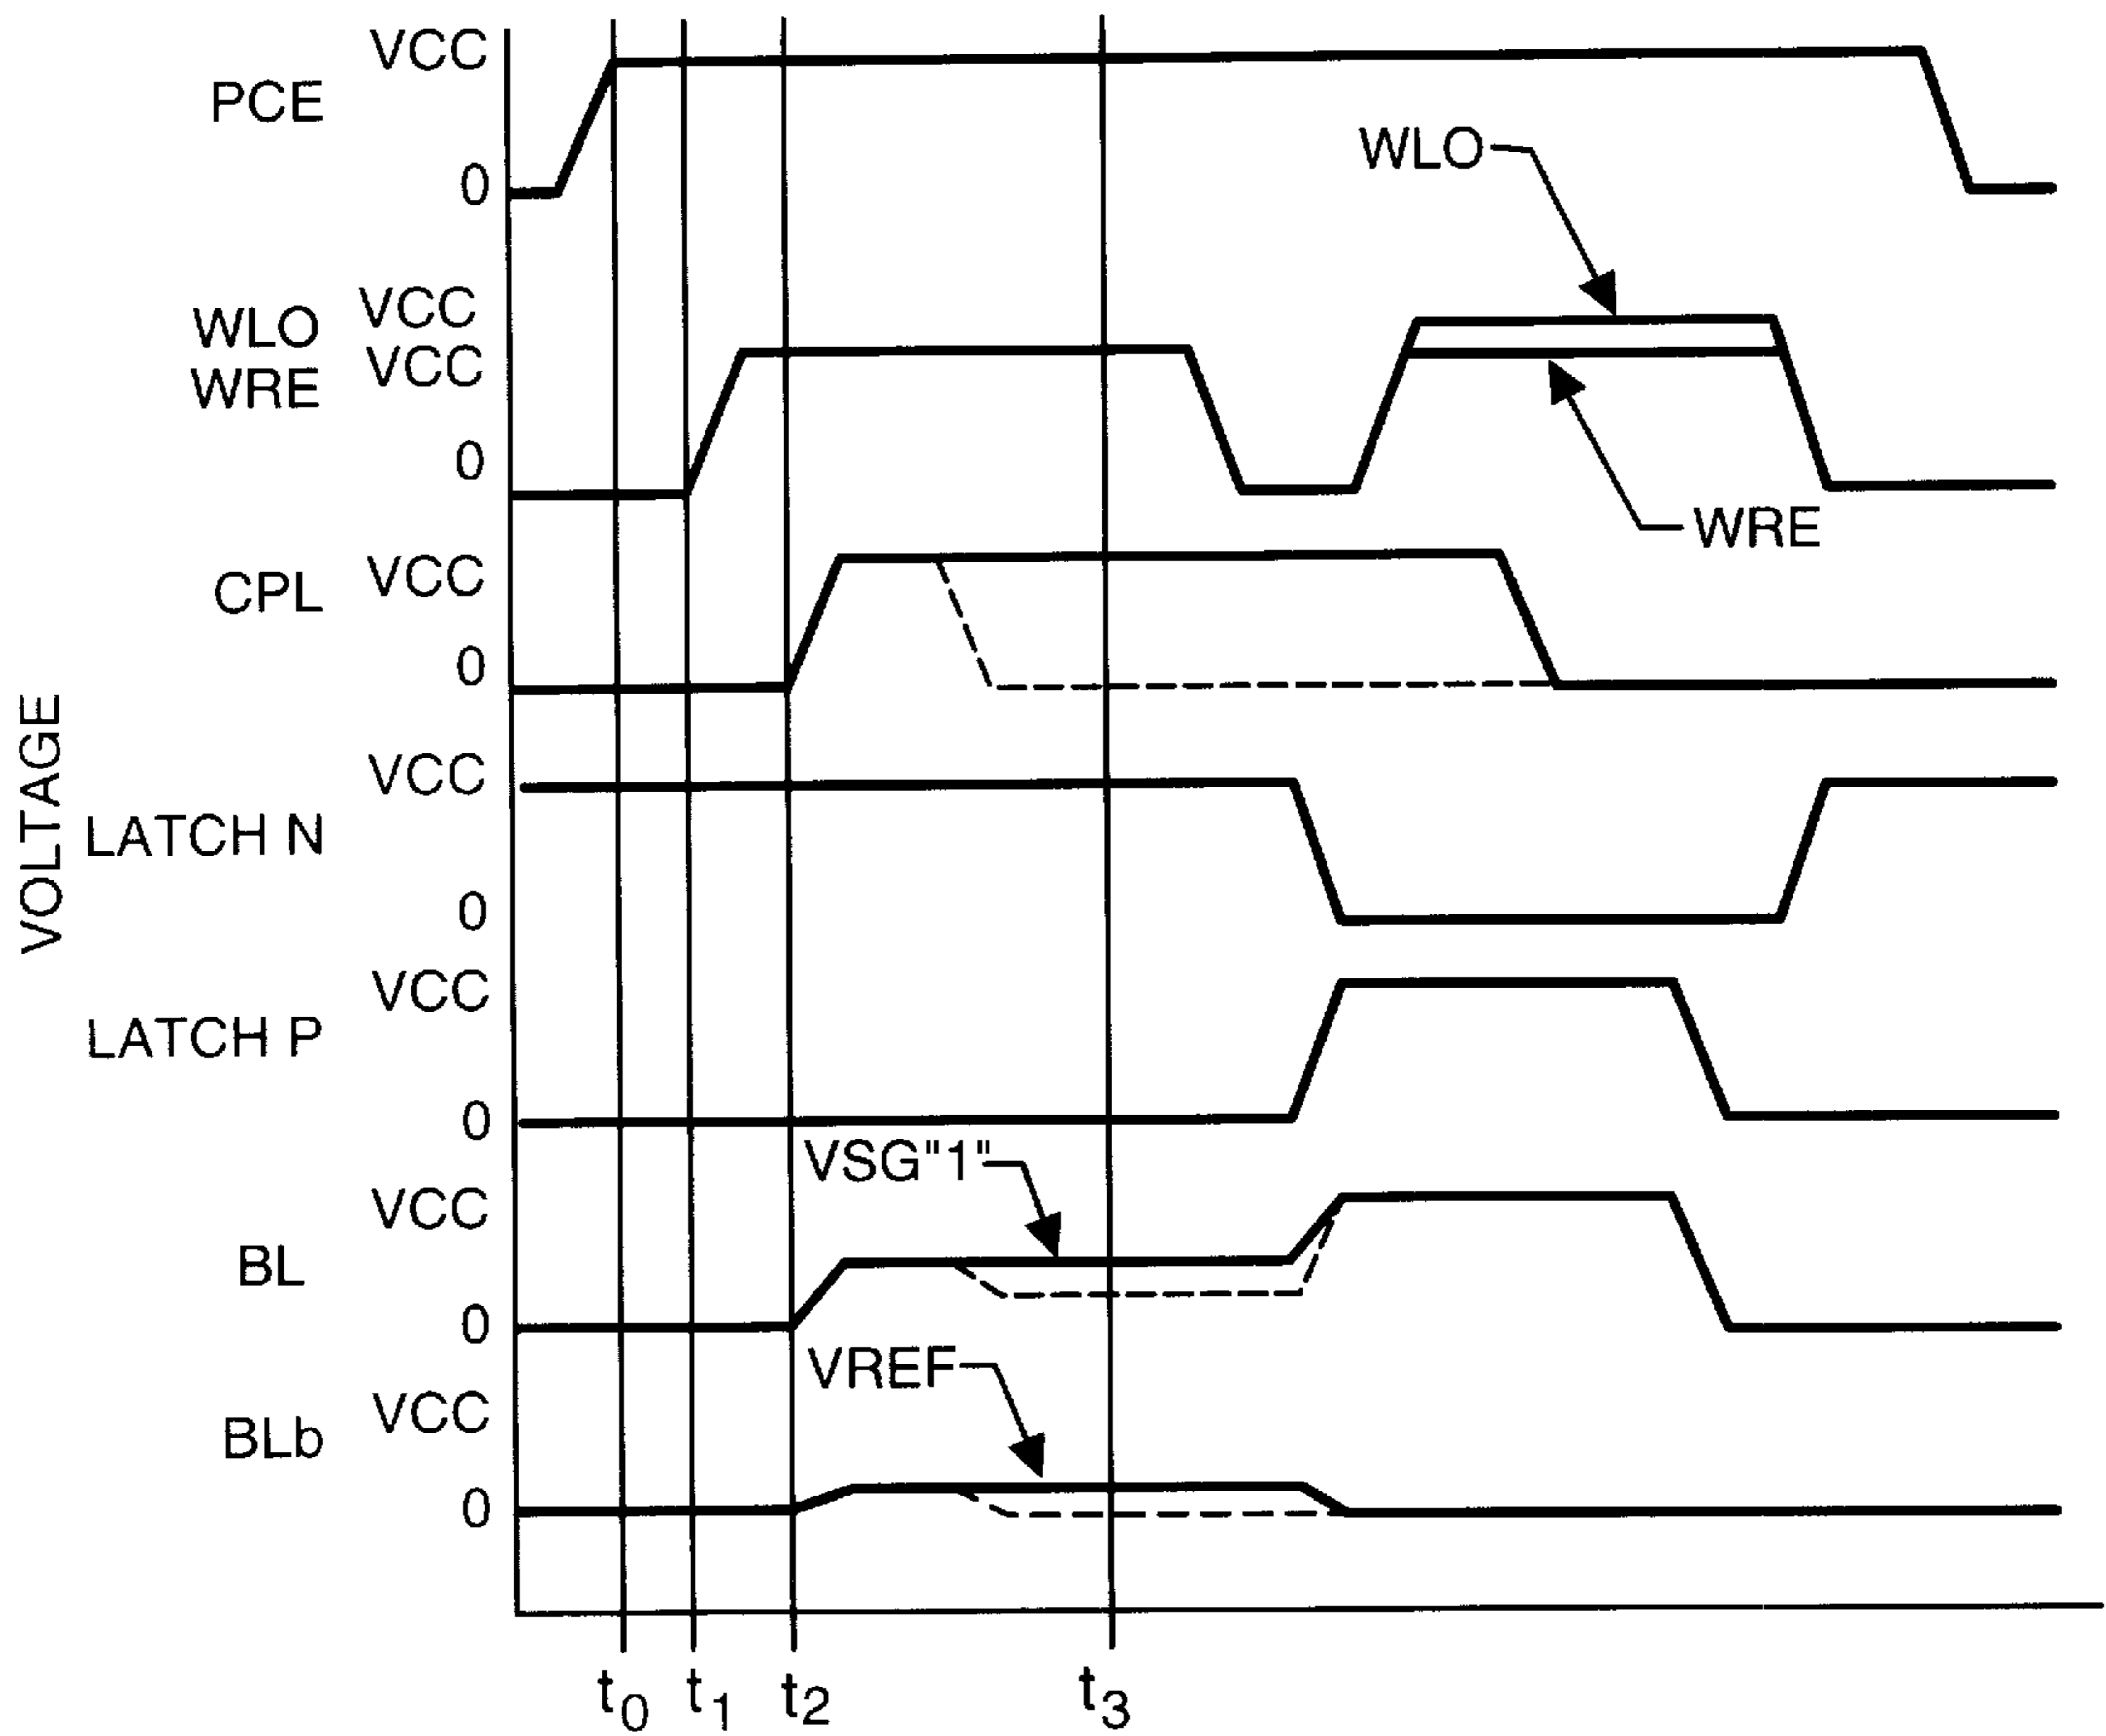 VCC
PCE
0
WLO
WLO
VCC
WRE
VCC
0
WRE
CPL
VCC
0
VOLTAGE
VCC
LATCH N
0
VCC
LATCH P
0
VSG"1"
VCC
BL
0
VREF
VCC
BLb
0
t0 t1 t2 t3